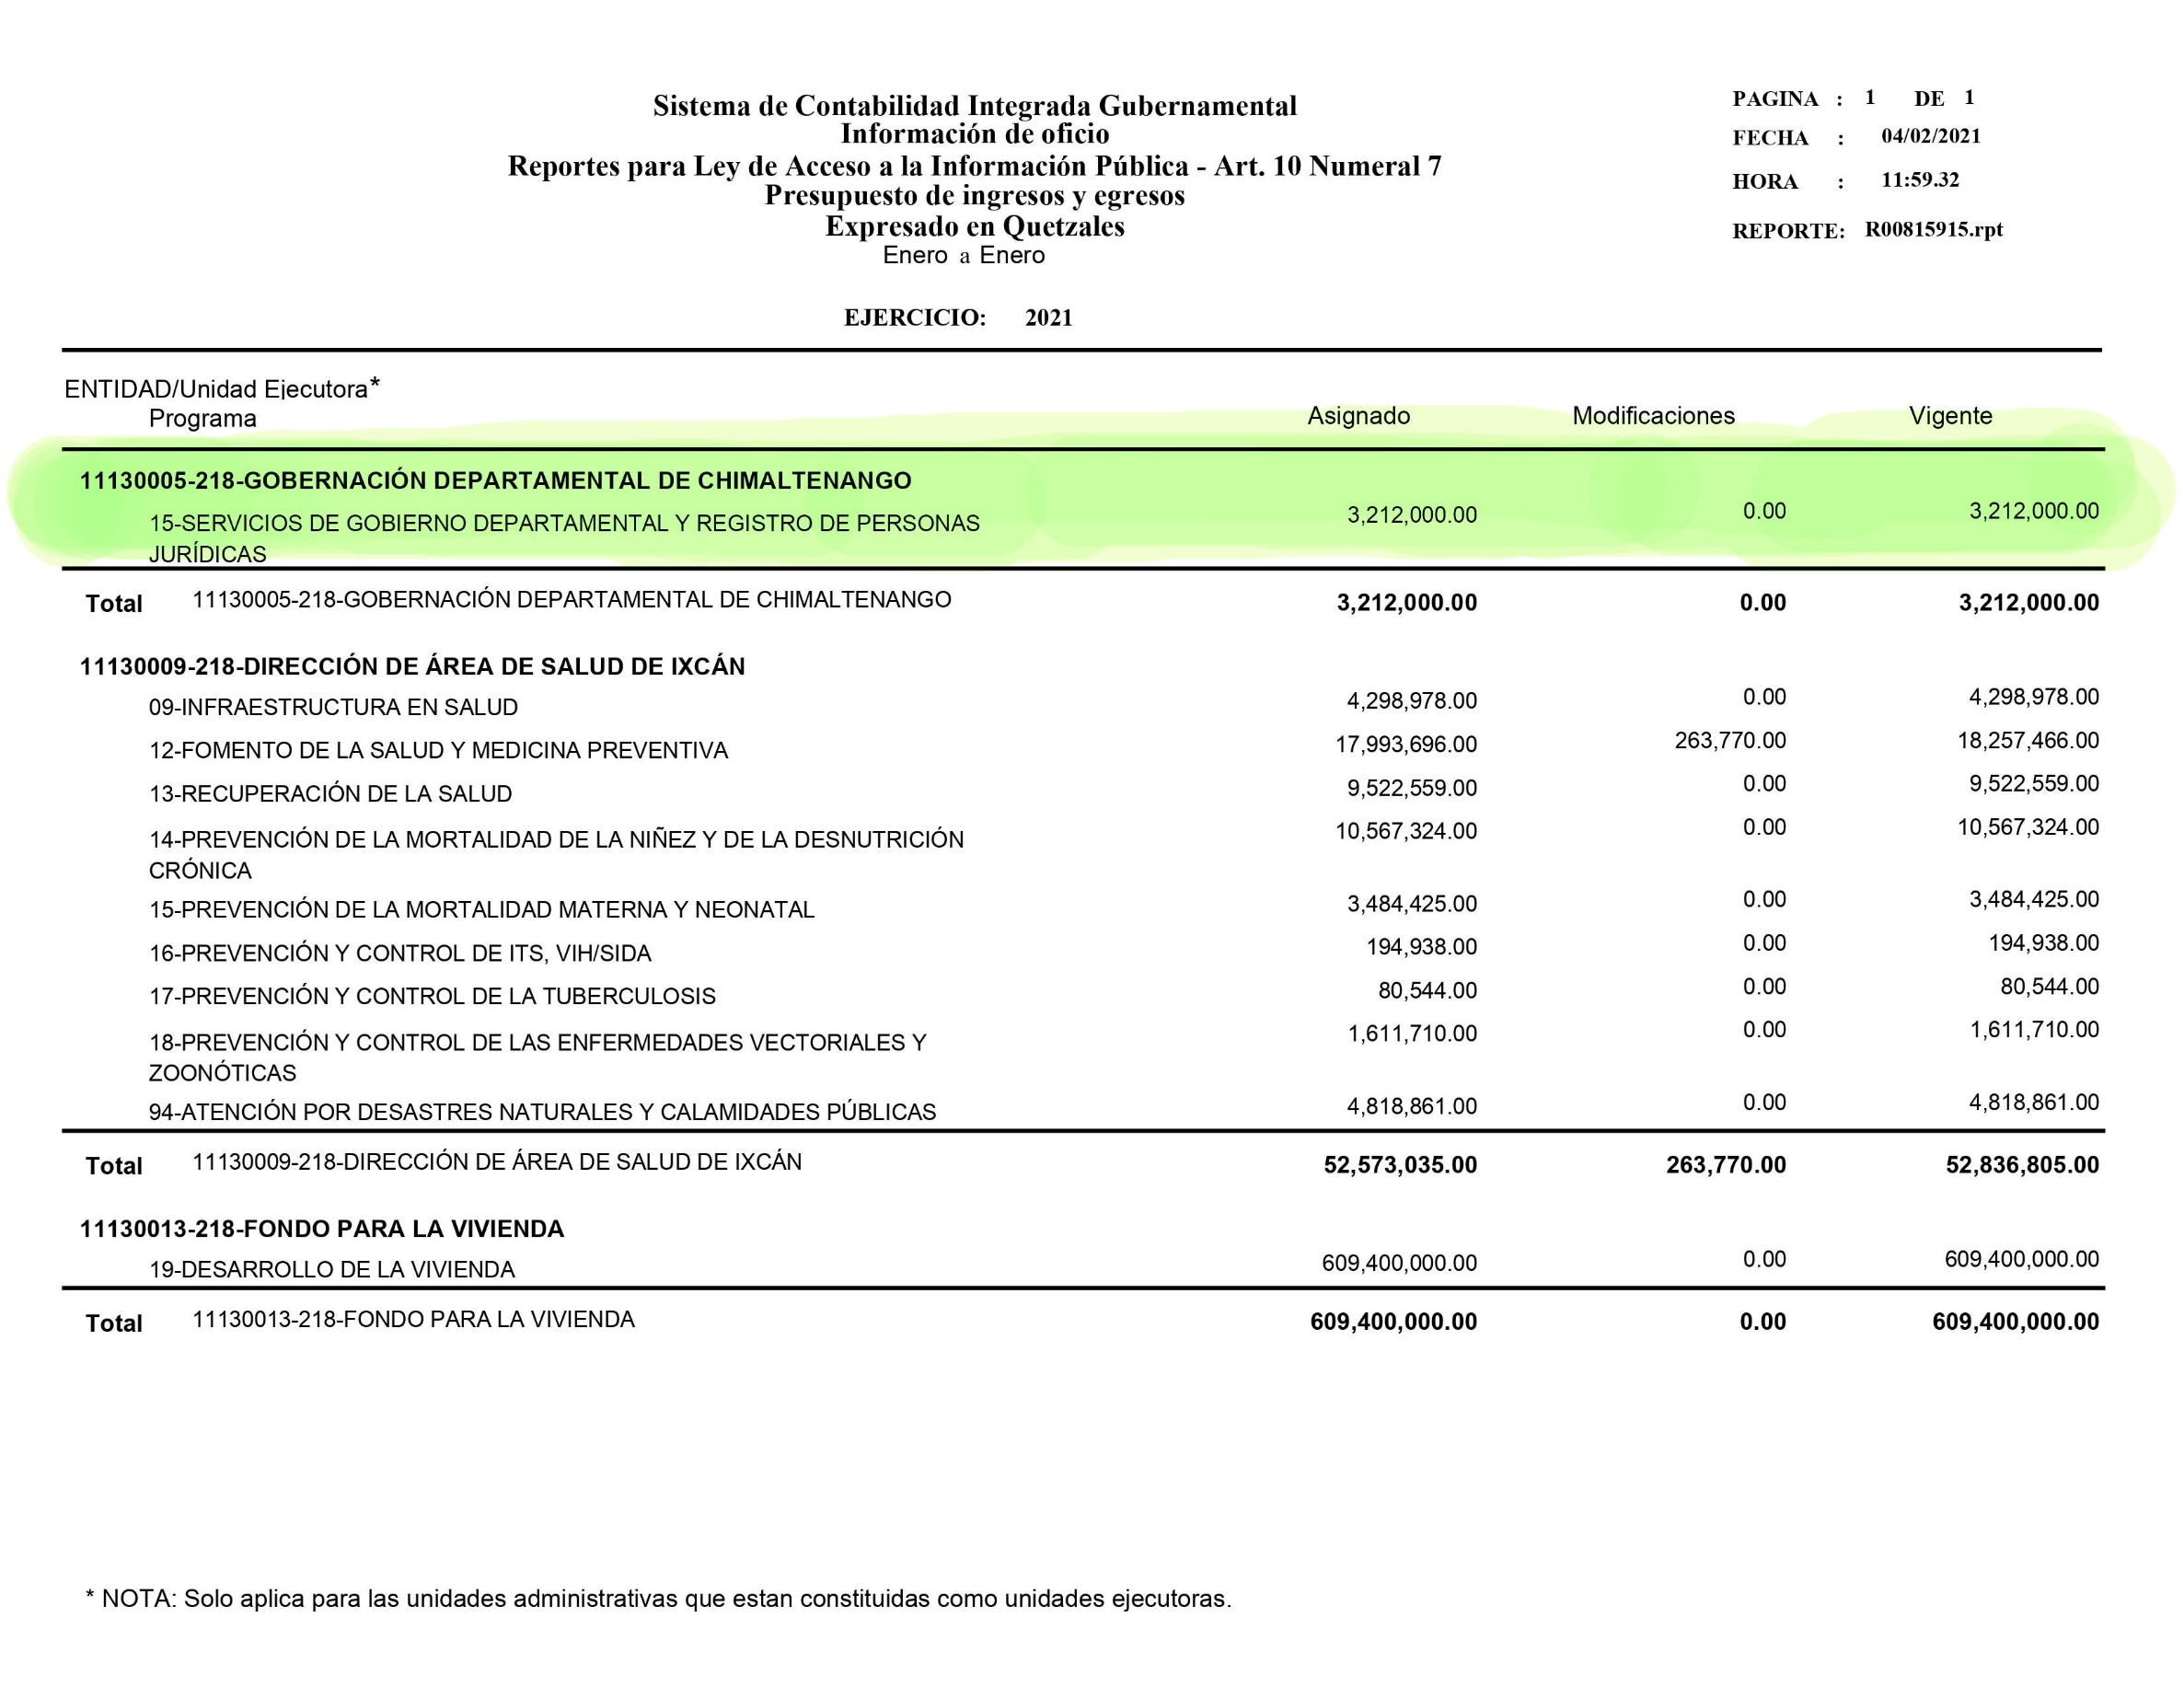 Sistema de Contabilidad Integrada Gubernamental
Información de oficio
Reportes para Ley de Acceso a la Información Pública - Art. 10 Numeral 7
Presupuesto de ingresos y egresos
Expresado en Quetzales
Enero a Enero
EJERCICIO: 2021
PAGINA : 1 DE 1
FECHA : 04/02/2021
HORA : 11:59.32
REPORTE: R00815915.rpt
ENTIDAD/Unidad Ejecutora*
Programa Asignado Modificaciones Vigente
11130005-218-GOBERNACIÓN DEPARTAMENTAL DE CHIMALTENANGO
15-SERVICIOS DE GOBIERNO DEPARTAMENTAL Y REGISTRO DE PERSONAS 3,212,000.00 0.00 3,212,000.00
JURÍDICAS
Total 11130005-218-GOBERNACIÓN DEPARTAMENTAL DE CHIMALTENANGO 3,212,000.00 0.00 3,212,000.00
11130009-218-DIRECCIÓN DE ÁREA DE SALUD DE IXCÁN
09-INFRAESTRUCTURA EN SALUD 4,298,978.00 0.00 4,298,978.00
12-FOMENTO DE LA SALUD Y MEDICINA PREVENTIVA 17,993,696.00 263,770.00 18,257,466.00
13-RECUPERACIÓN DE LA SALUD 9,522,559.00 0.00 9,522,559.00
14-PREVENCIÓN DE LA MORTALIDAD DE LA NIÑEZ Y DE LA DESNUTRICIÓN 10,567,324.00 0.00 10,567,324.00
CRÓNICA
15-PREVENCIÓN DE LA MORTALIDAD MATERNA Y NEONATAL 3,484,425.00 0.00 3,484,425.00
16-PREVENCIÓN Y CONTROL DE ITS, VIH/SIDA 194,938.00 0.00 194,938.00
17-PREVENCIÓN Y CONTROL DE LA TUBERCULOSIS 80,544.00 0.00 80,544.00
18-PREVENCIÓN Y CONTROL DE LAS ENFERMEDADES VECTORIALES Y 1,611,710.00 0.00 1,611,710.00
ZOONÓTICAS
94-ATENCIÓN POR DESASTRES NATURALES Y CALAMIDADES PÚBLICAS 4,818,861.00 0.00 4,818,861.00
Total 11130009-218-DIRECCIÓN DE ÁREA DE SALUD DE IXCÁN 52,573,035.00 263,770.00 52,836,805.00
11130013-218-FONDO PARA LA VIVIENDA
19-DESARROLLO DE LA VIVIENDA 609,400,000.00 0.00 609,400,000.00
Total 11130013-218-FONDO PARA LA VIVIENDA 609,400,000.00 0.00 609,400,000.00
* NOTA: Solo aplica para las unidades administrativas que estan constituidas como unidades ejecutoras.